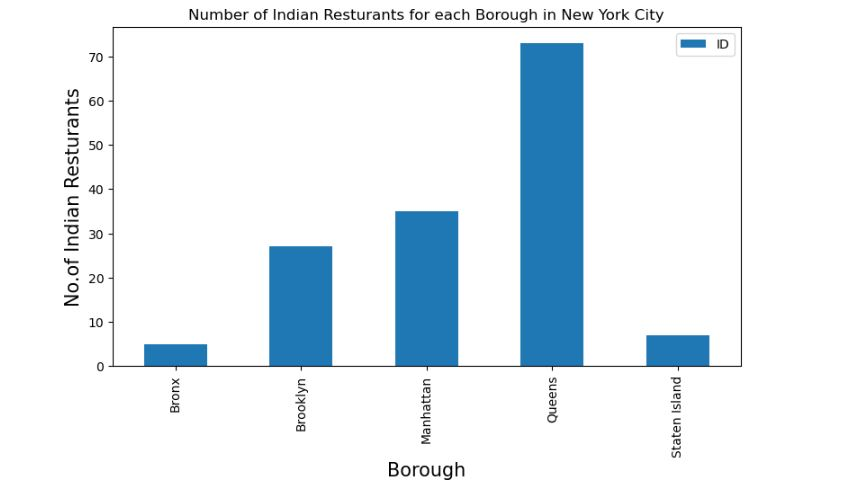 Number of Indian Resturants for each Borough in New York City
ID
No.of Indian Resturants
70
60
50
40
30
20
10
0
Bronx
Brooklyn
Manhattan
Queens
Staten Island
Borough